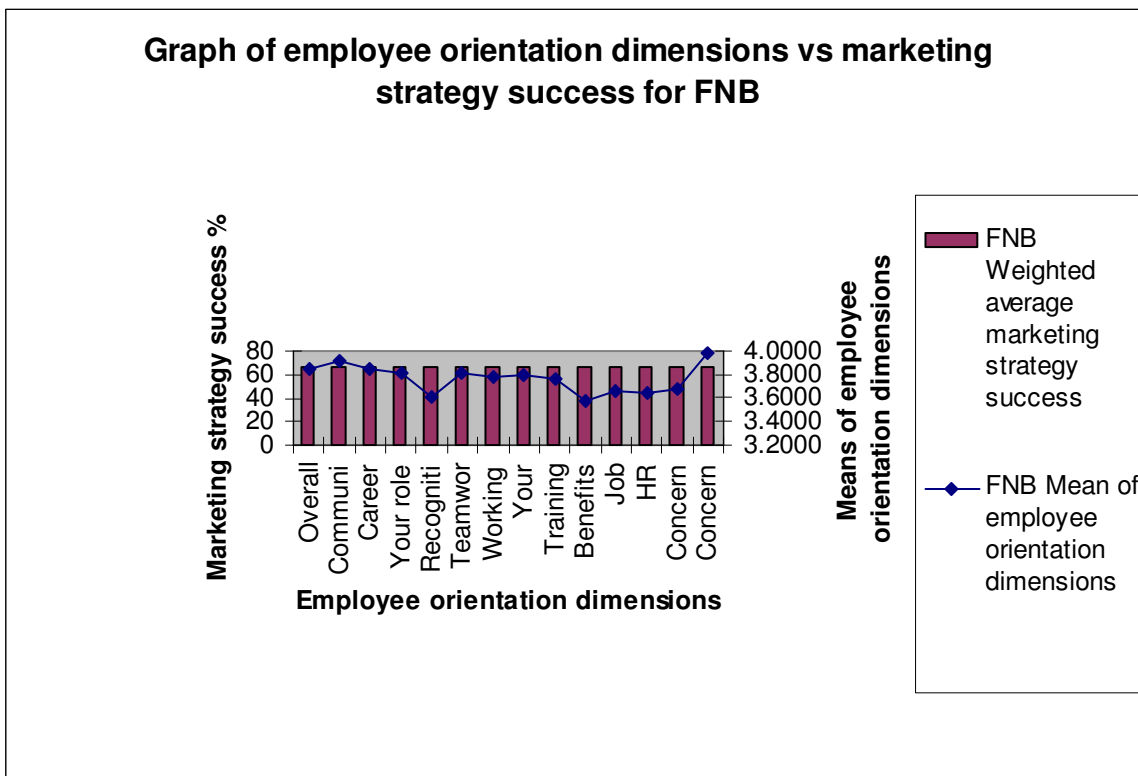 Graph of employee orientation dimensions vs marketing
strategy success for FNB
Marketing strategy success %
80
60
40
20
0
4.0000
3.8000
3.6000
3.4000
3.2000
Means of employee
orientation dimensions
Overall
Communi
Career
Your role
Recogniti
Teamwor
Working
Your
Training
Benefits
Job
HR
Concern
Concern
Employee orientation dimensions
FNB
Weighted
average
marketing
strategy
success
FNB Mean of
employee
orientation
dimensions